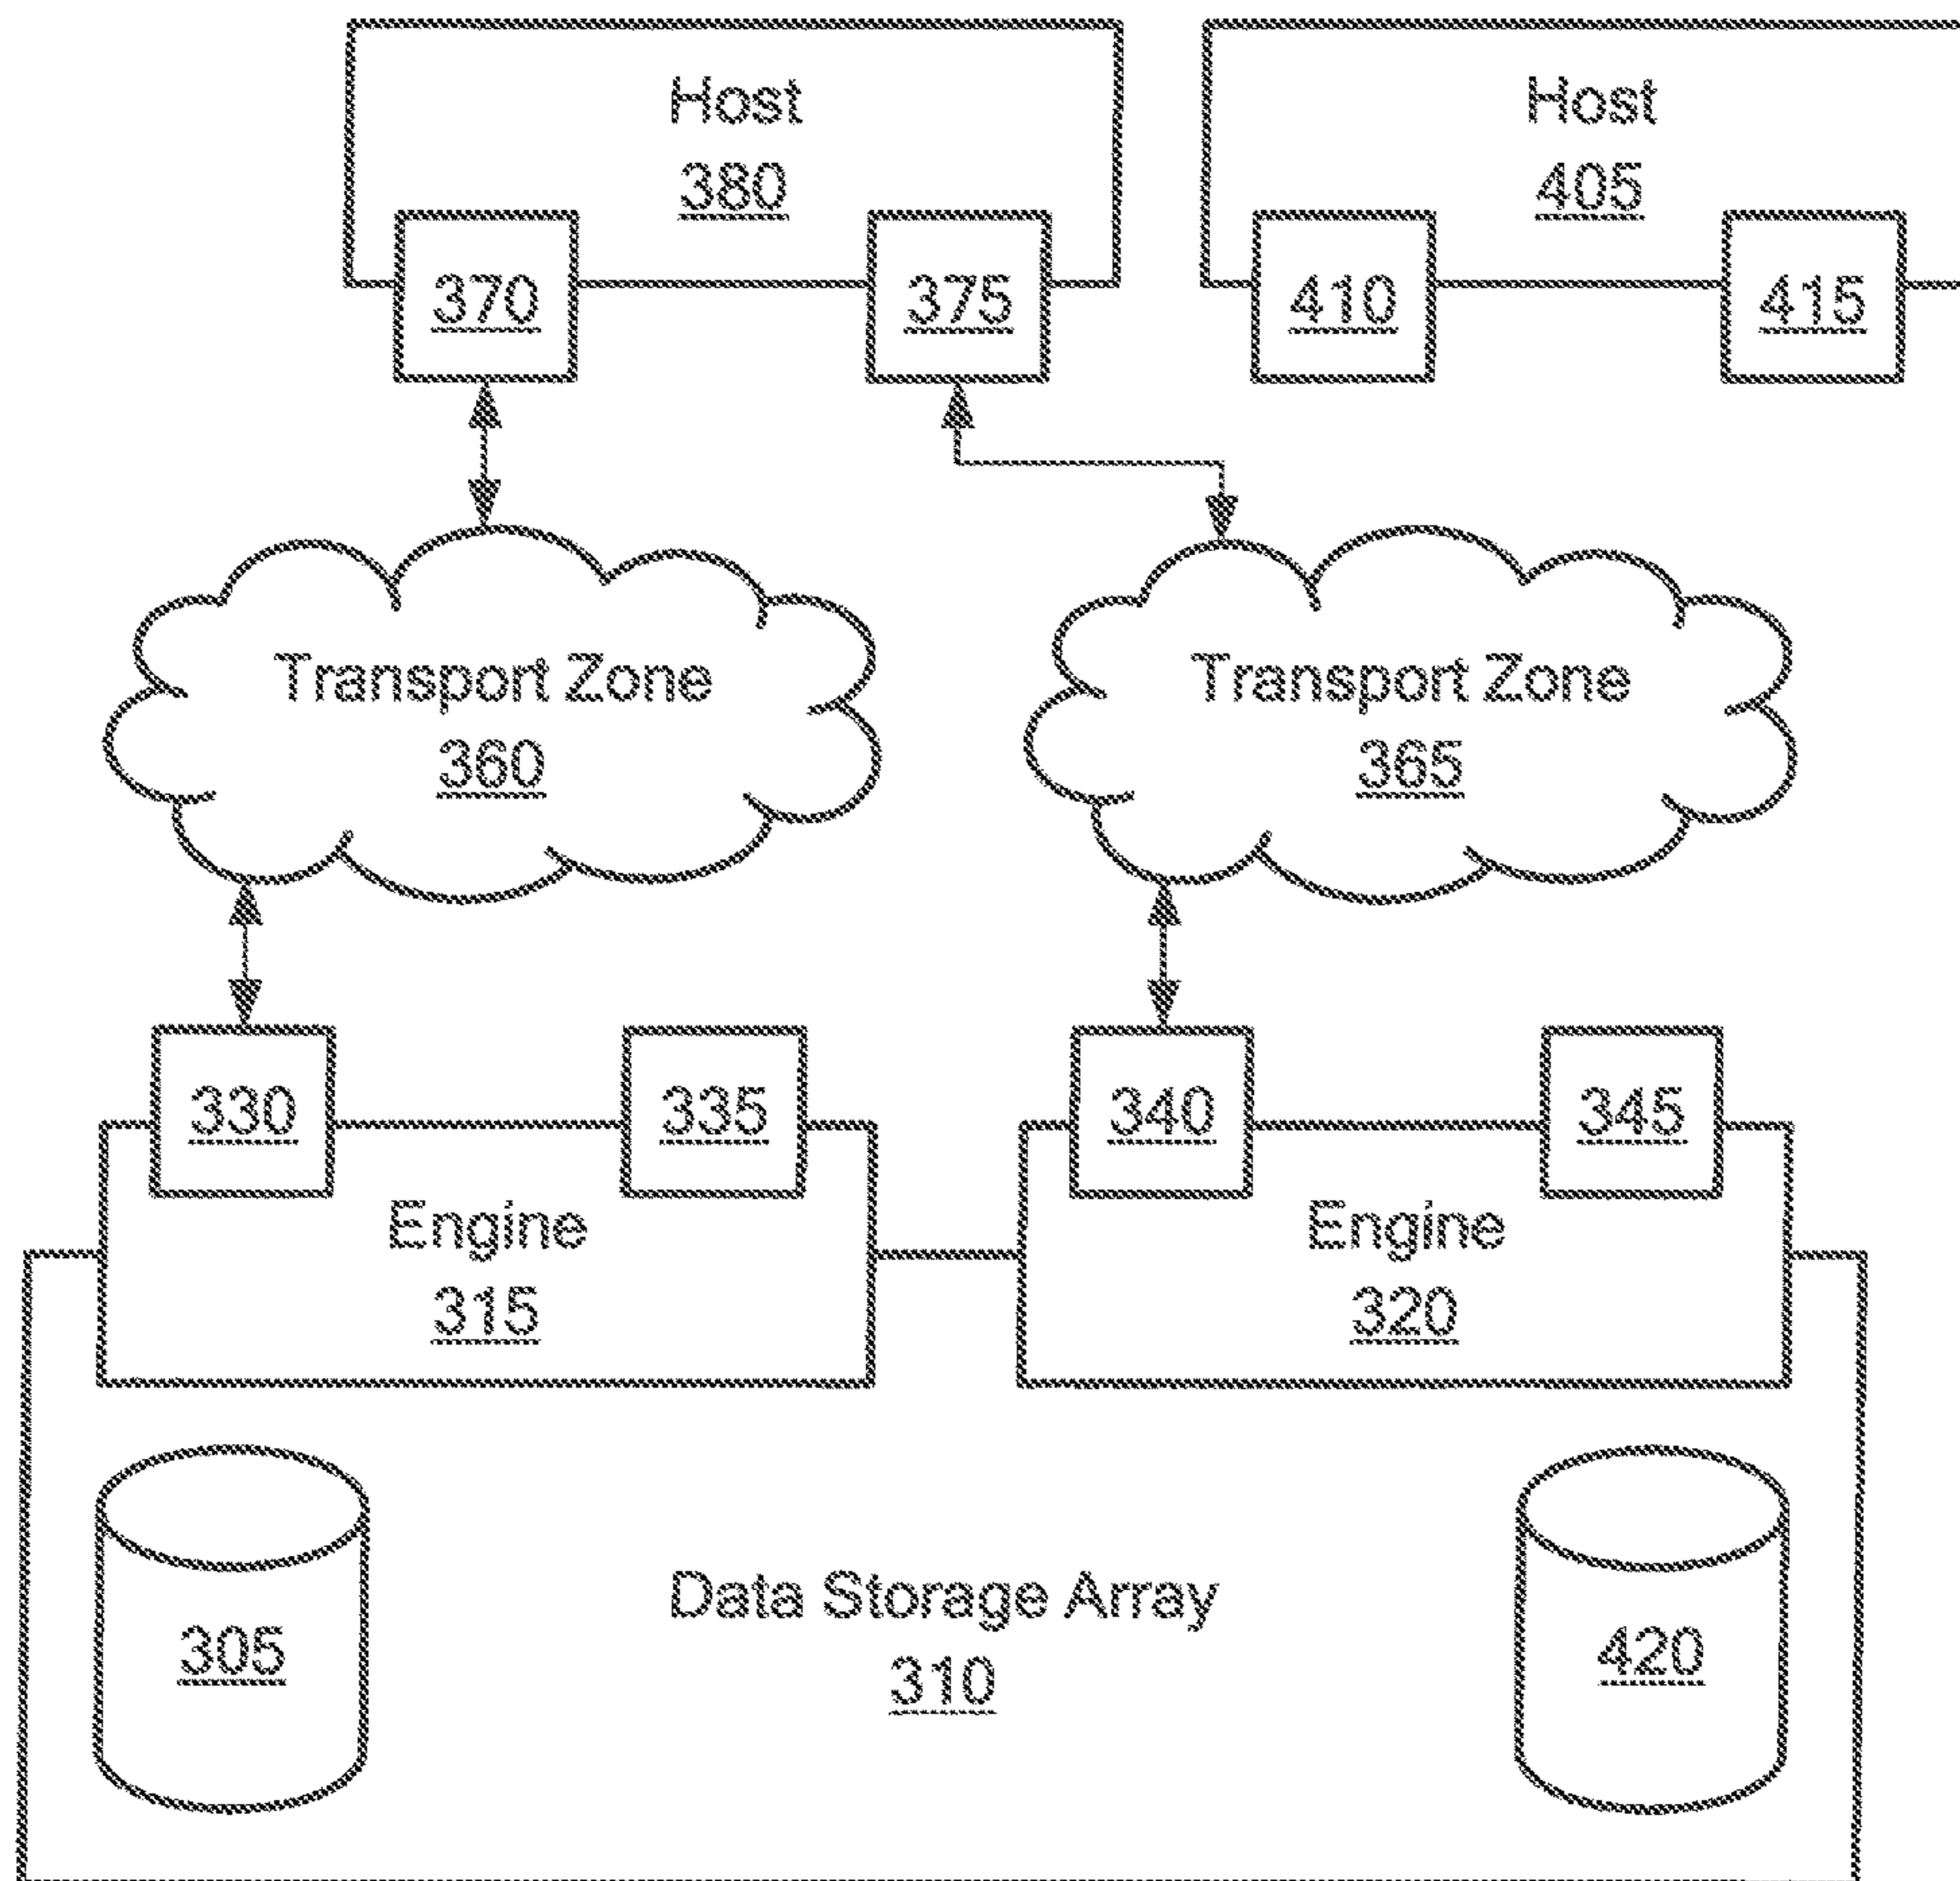 Host
380
370
375
Host
405
410
415
Transport Zone
360
Transport Zone
365
330
335
Engine
315
340
345
Engine
320
305
Data Storage Array
310
420